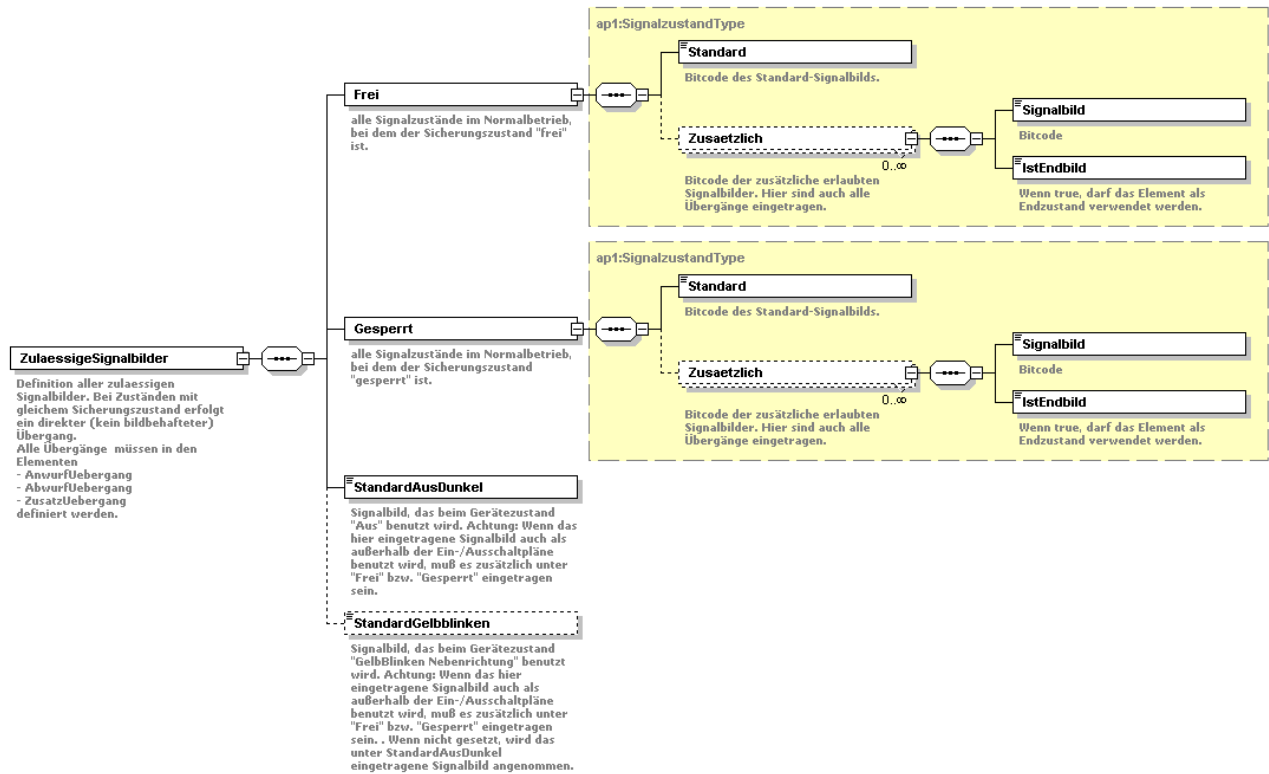 ZulaessigeSignalbilder
Definition aller zulaessigen
Signalbilder. Bei Zuständen mit
gleichem Sicherungszustand erfolgt
ein direkter (kein bildbehafteter)
Übergang.
Alle Übergänge müssen in den
Elementen
- AnwurfUebergang
- AbwurfUebergang
- ZusatzUebergang
definiert werden.
Frei
alle Signalzustände im Normalbetrieb,
bei dem der Sicherungszustand "frei"
ist.
ap1:SignalzustandType
Standard
Bitcode des Standard-Signalbilds.
Zusaetzlich
0..∞
Bitcode der zusätzliche erlaubten
Signalbilder. Hier sind auch alle
Übergänge eingetragen.
Signalbild
Bitcode
IstEndbild
Wenn true, darf das Element als
Endzustand verwendet werden.
Gesperrt
alle Signalzustände im Normalbetrieb,
bei dem der Sicherungszustand
"gesperrt" ist.
ap1:SignalzustandType
Standard
Bitcode des Standard-Signalbilds.
Zusaetzlich
0..∞
Bitcode der zusätzliche erlaubten
Signalbilder. Hier sind auch alle
Übergänge eingetragen.
Signalbild
Bitcode
IstEndbild
Wenn true, darf das Element als
Endzustand verwendet werden.
StandardAusDunkel
Signalbild, das beim Gerätezustand
"Aus" benutzt wird. Achtung: Wenn das
hier eingetragene Signalbild auch als
außerhalb der Ein-/Ausschaltpläne
benutzt wird, muß es zusätzlich unter
"Frei" bzw. "Gesperrt" eingetragen
sein.
StandardGelbblinken
Signalbild, das beim Gerätezustand
"GelbBlinken Nebenrichtung" benutzt
wird. Achtung: Wenn das hier
eingetragene Signalbild auch als
außerhalb der Ein-/Ausschaltpläne
benutzt wird, muß es zusätzlich unter
"Frei" bzw. "Gesperrt" eingetragen
sein. . Wenn nicht gesetzt, wird das
unter StandardAusDunkel
eingetragene Signalbild angenommen.